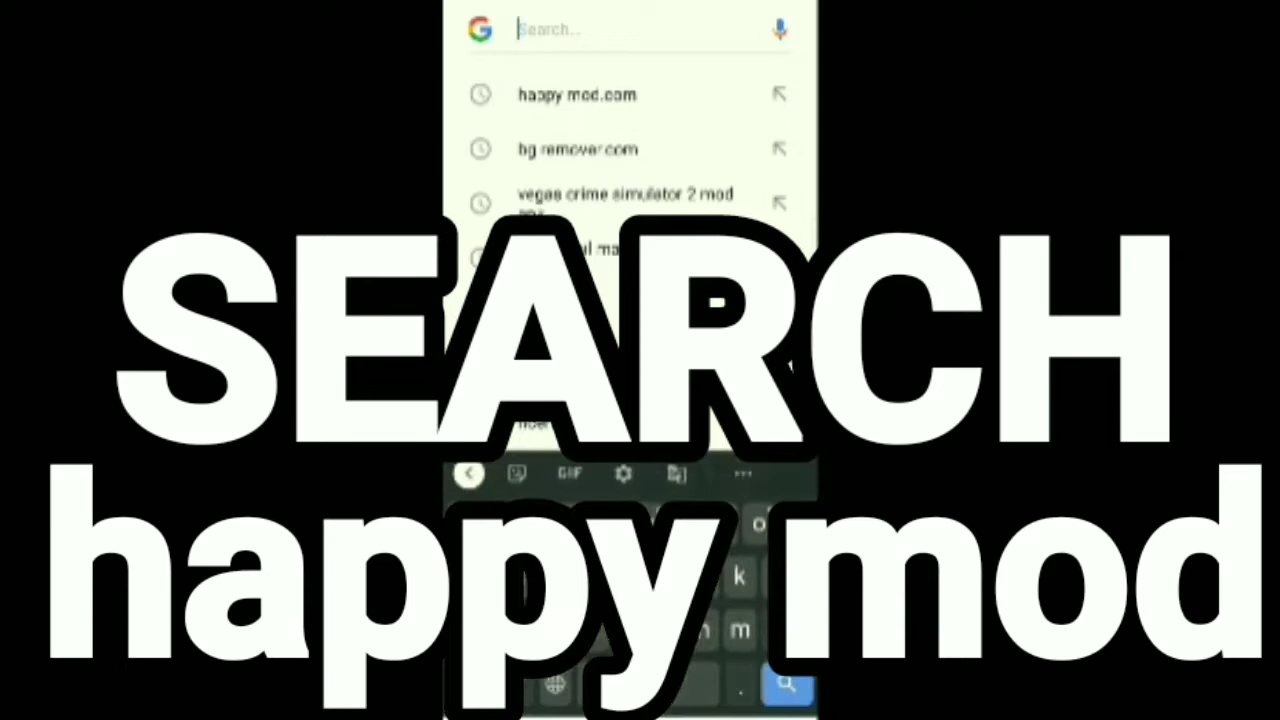 Search...
happy mod.com
bg remover.com
vegas crime simulator 2 mod
SEARCH
GIF
o
k
happy mod
m
.